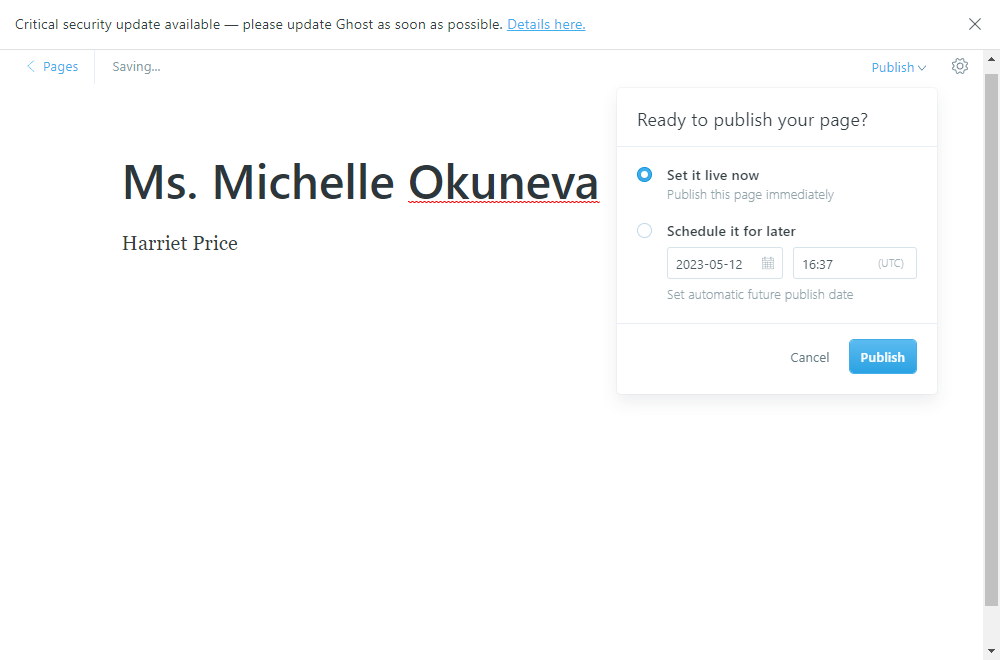 Critical security update available — please update Ghost as soon as possible. Details here.
Pages
Saving...
Publish
Ready to publish your page?
Ms. Michelle Okuneva
Harriet Price
Set it live now
Publish this page immediately
Schedule it for later
2023-05-12
16:37 (UTC)
Set automatic future publish date
Cancel
Publish